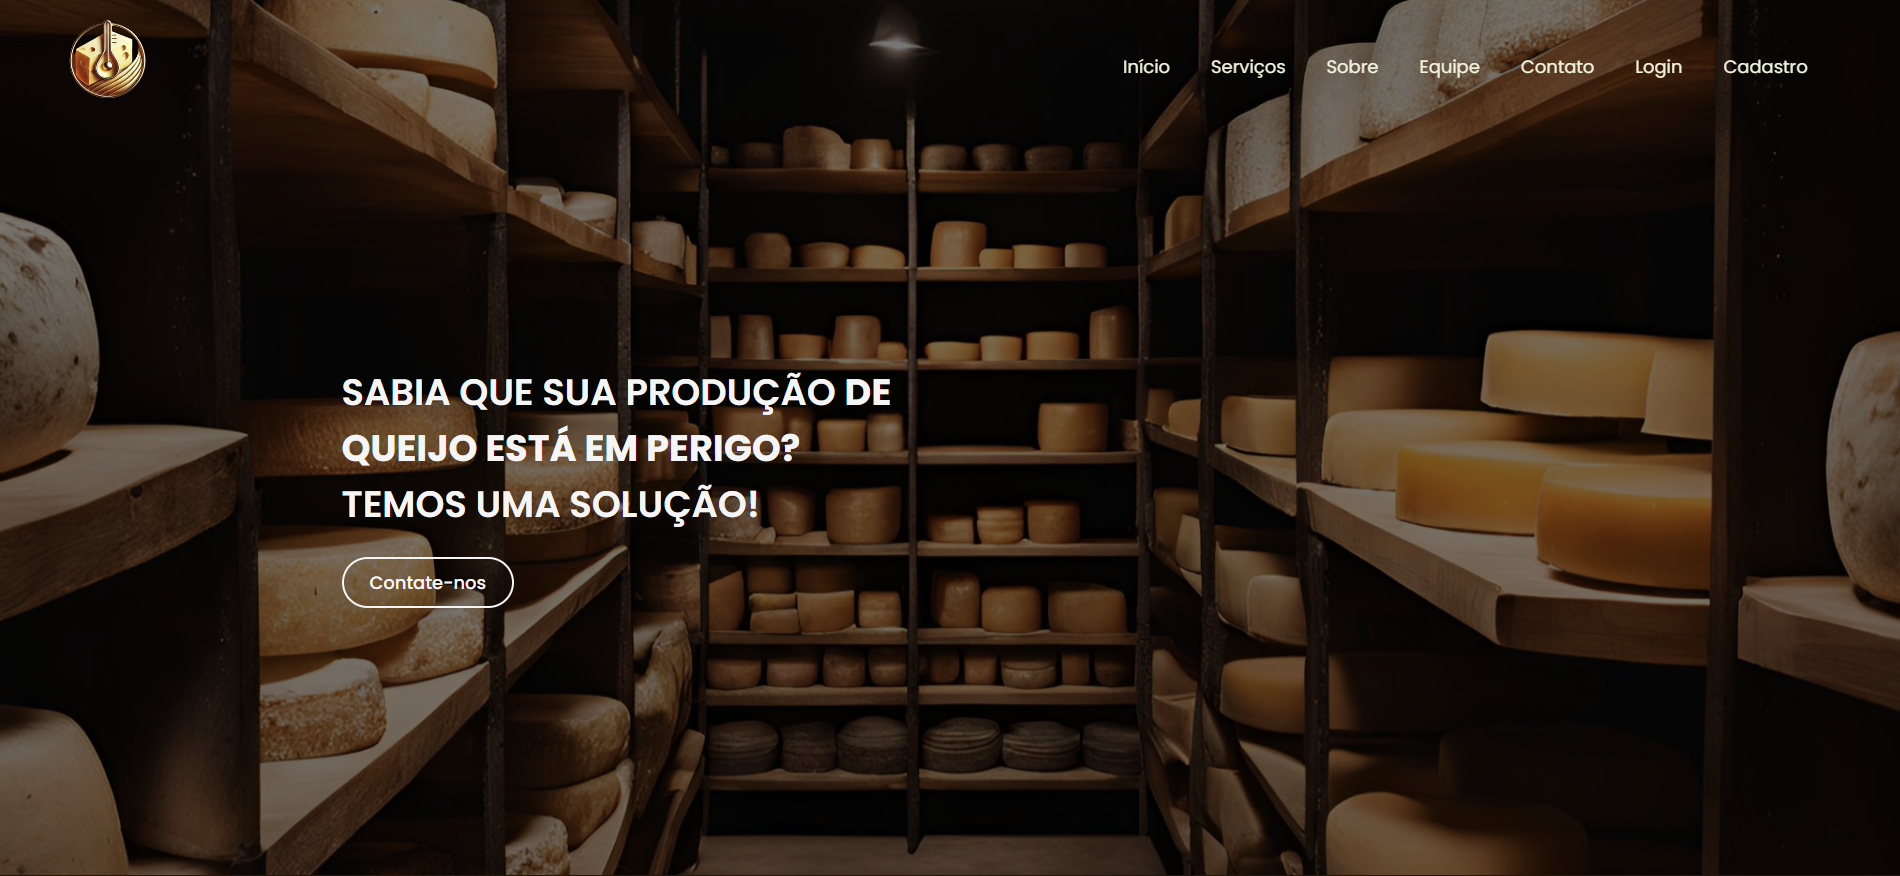 Início Serviços Sobre Equipe Contato Login Cadastro
SABIA QUE SUA PRODUÇÃO DE
QUEIJO ESTÁ EM PERIGO?
TEMOS UMA SOLUÇÃO!
Contate-nos